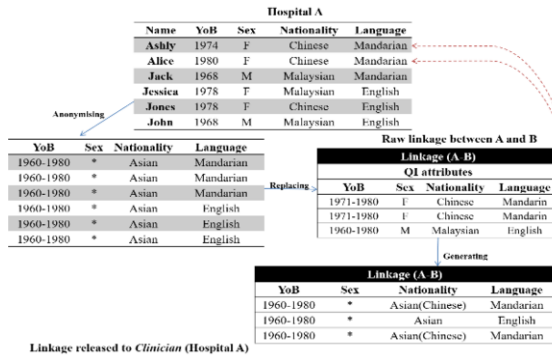 Hospital A
Name YoB Sex Nationality Language
Ashly 1974 F Chinese Mandarian
Alice 1980 F Chinese Mandarian
Jack 1968 M Malaysian Mandarian
Jessica 1978 F Malaysian English
Jones 1978 F Chinese English
John 1968 M Malaysian English
Anonymising
Raw linkage between A and B
YoB Sex Nationality Language
1960-1980 * Asian Mandarian
1960-1980 * Asian Mandarian
1960-1980 * Asian Mandarian
1960-1980 * Asian English
1960-1980 * Asian English
1960-1980 * Asian English
Replacing
Linkage (A-B)
QI attributes
YoB Sex Nationality Language
1971-1980 F Chinese Mandarin
1971-1980 F Chinese Mandarin
1960-1980 M Malaysian English
Generating
Linkage (A-B)
YoB Sex Nationality Language
1960-1980 * Asian(Chinese) Mandarian
1960-1980 * Asian English
1960-1980 * Asian(Chinese) Mandarian
Linkage released to Clinician (Hospital A)